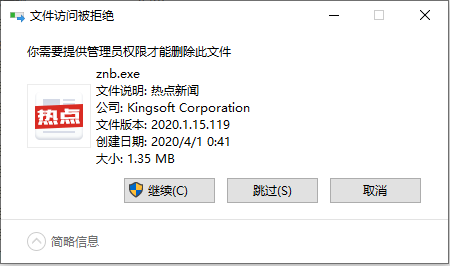 文件访问被拒绝
你需要提供管理员权限才能删除此文件
热点
znb.exe
文件说明: 热点新闻
公司: Kingsoft Corporation
文件版本: 2020.1.15.119
创建日期: 2020/4/1 0:41
大小: 1.35 MB
继续(C) 跳过(S) 取消
简略信息